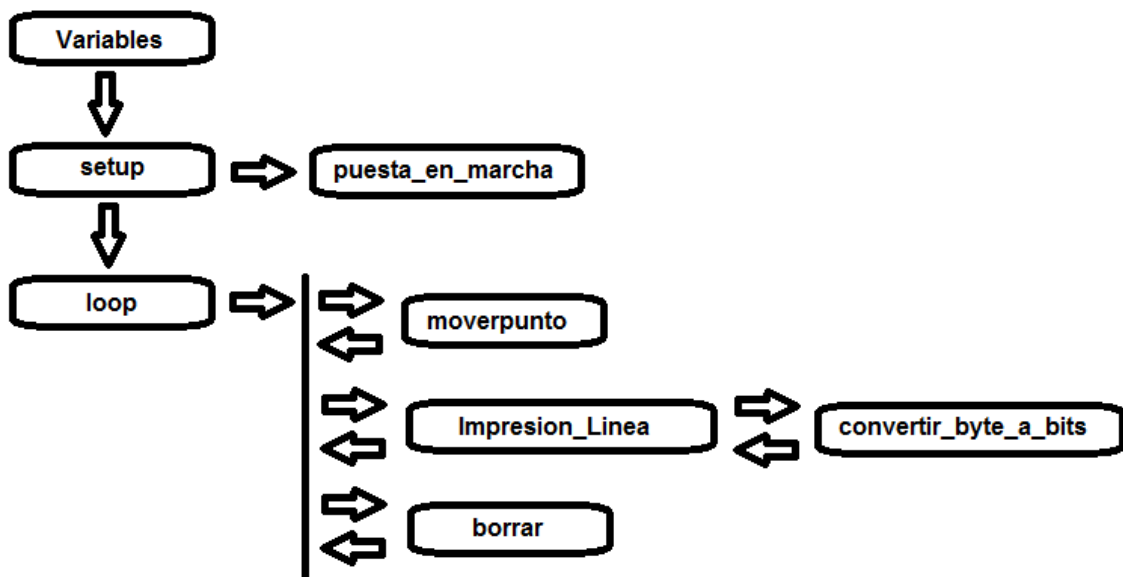 Variables
setup
puesta_en_marcha
loop
moverpunto
Impresion_Linea
convertir_byte_a_bits
borrar